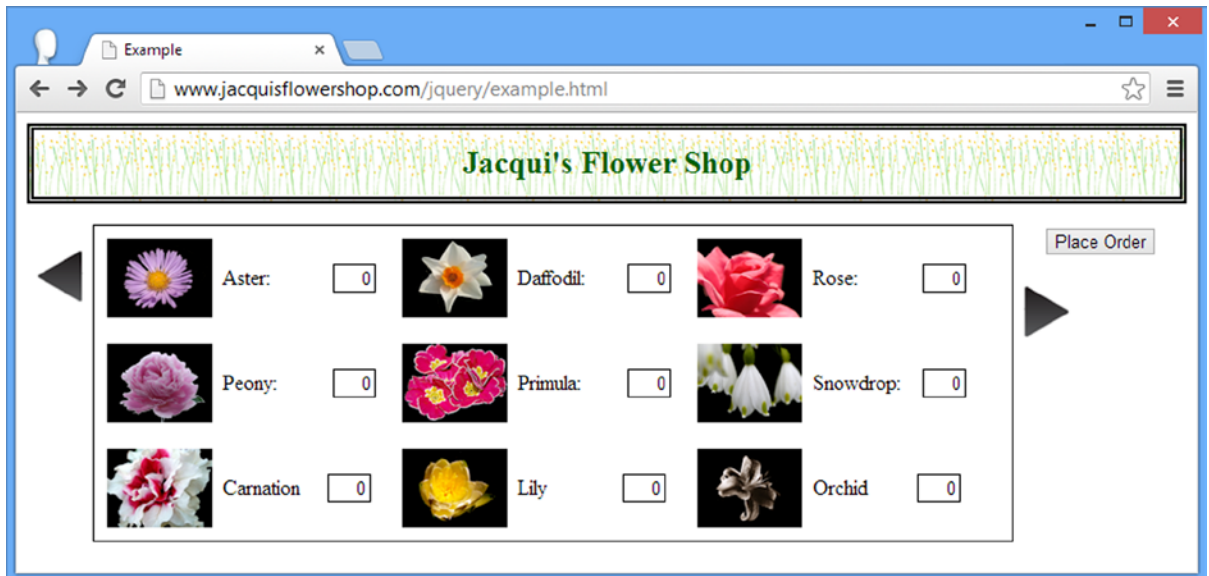 Example
www.jacquisflowershop.com/jquery/example.html
Jacqui's Flower Shop
Place Order
Aster: 0 Daffodil: 0 Rose: 0
Peony: 0 Primula: 0 Snowdrop: 0
Carnation 0 Lily 0 Orchid 0